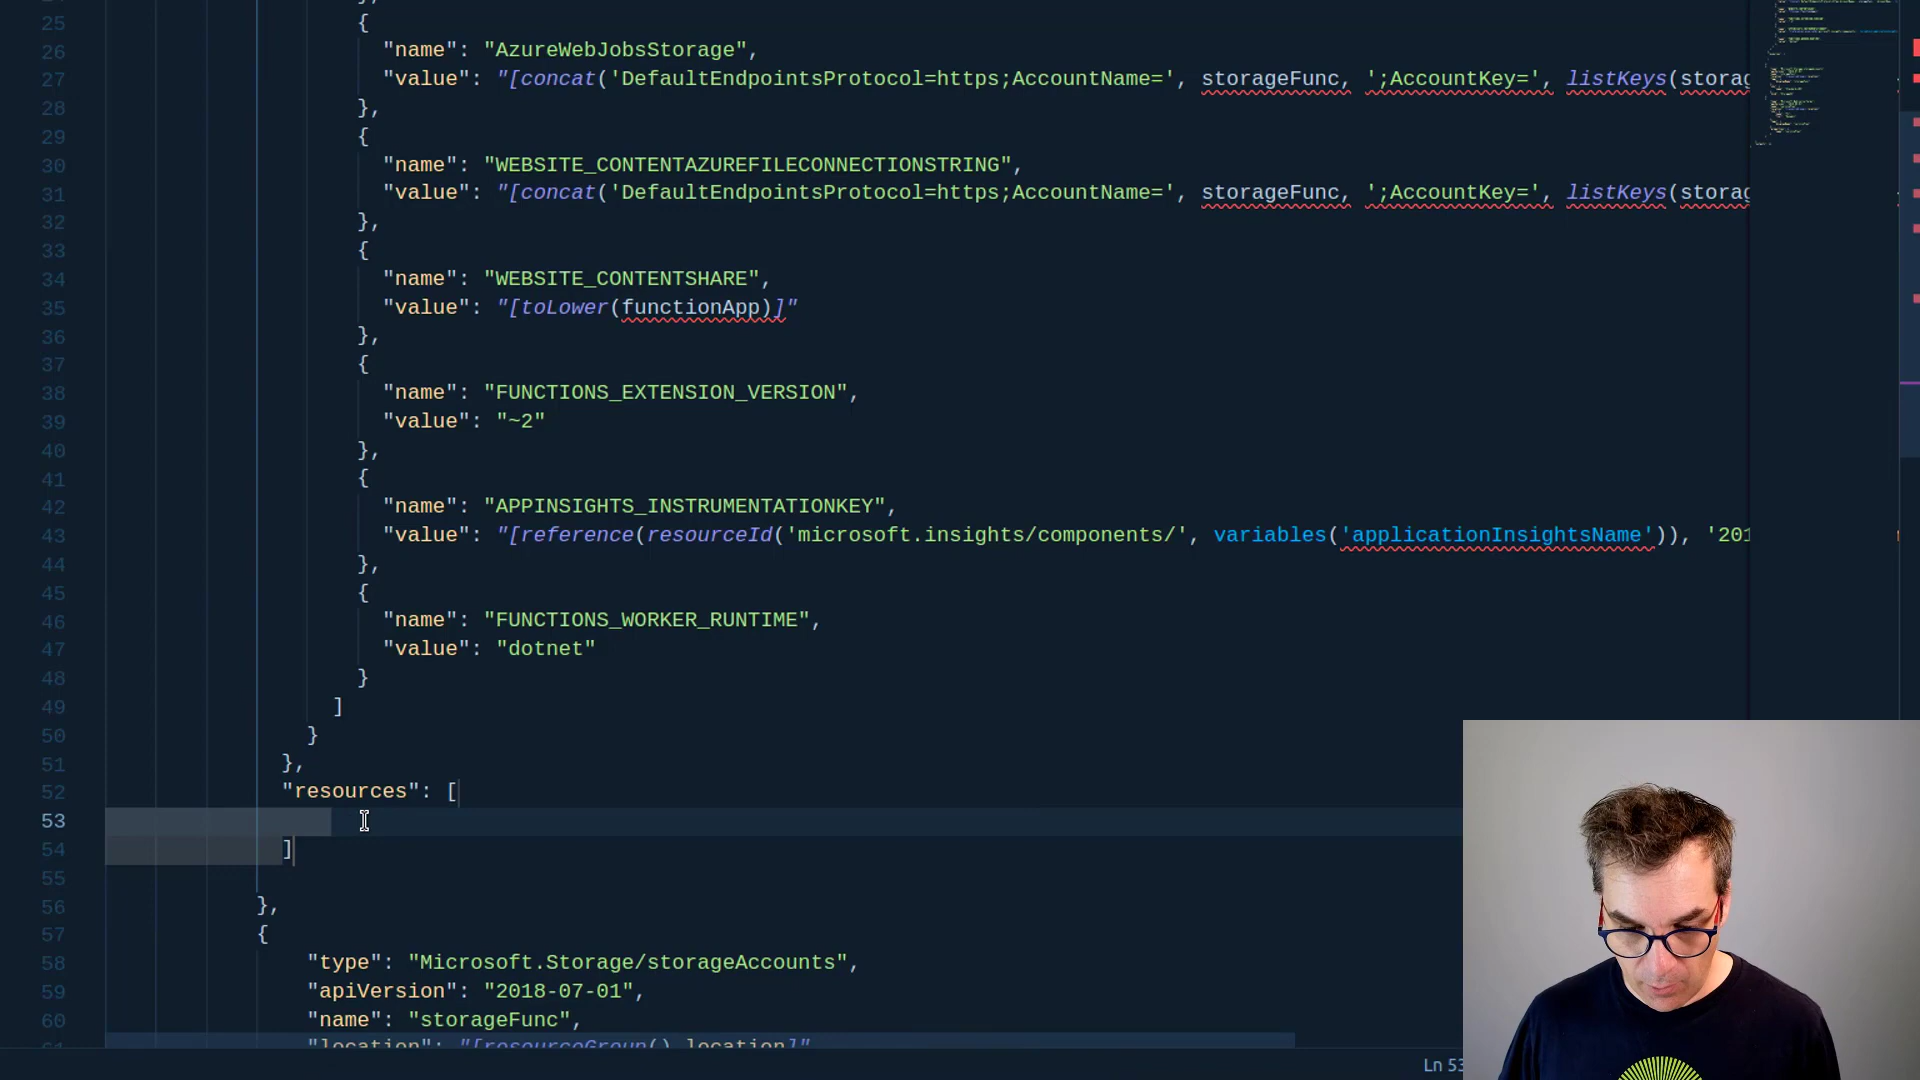 25 {
26 "name": "AzureWebJobsStorage",
27 "value": "[concat('DefaultEndpointsProtocol=https;AccountName=', storageFunc, ';AccountKey=', listKeys(storag
28 },
29 {
30 "name": "WEBSITE_CONTENTAZUREFILECONNECTIONSTRING",
31 "value": "[concat('DefaultEndpointsProtocol=https;AccountName=', storageFunc, ';AccountKey=', listKeys(storag
32 },
33 {
34 "name": "WEBSITE_CONTENTSHARE",
35 "value": "[toLower(functionApp)]"
36 },
37 {
38 "name": "FUNCTIONS_EXTENSION_VERSION",
39 "value": "~2"
40 },
41 {
42 "name": "APPINSIGHTS_INSTRUMENTATIONKEY",
43 "value": "[reference(resourceId('microsoft.insights/components/', variables('applicationInsightsName')), '201
44 },
45 {
46 "name": "FUNCTIONS_WORKER_RUNTIME",
47 "value": "dotnet"
48 }
49 ]
50 }
51 },
52 "resources": [
53
54 ]
55
56 },
57 {
58 "type": "Microsoft.Storage/storageAccounts",
59 "apiVersion": "2018-07-01",
60 "name": "storageFunc",
61 "location": "[resourceGroup().location]"
Ln 53